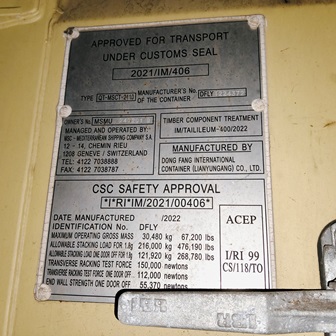 APPROVED FOR TRANSPORT
UNDER CUSTOMS SEAL
2021/IM/406
TYPE
MANUFACTURER'S NO.
OF THE CONTAINER
DFLY
OWNER'S No. MSMU
MANAGED AND OPERATED BY:
MSC - MEDITERRANEAN SHIPPING COMPANY S.A.
12 - 14, CHEMIN RIEU
1208 GENEVE / SWITZERLAND
TEL: 4122 7038888
FAX: 4122 7038787
TIMBER COMPONENT TREATMENT
IM/TAILILEUM-400/2022
MANUFACTURED BY
DONG FANG INTERNATIONAL
CONTAINER (LIANYUNGANG) CO., LTD.
CSC SAFETY APPROVAL
*I*RI*IM/2021/00406*
DATE MANUFACTURED /2022
IDENTIFICATION No. DFLY
MAXIMUM OPERATING GROSS MASS 30,480 kg 67,200 lbs
ALLOWABLE STACKING LOAD FOR 1.8g 216,000 kg 476,190 lbs
ALLOWABLE STACKING LOAD ONE DOOR OFF FOR 1.8g 121,920 kg 268,780 lbs
TRANSVERSE RACKING TEST FORCE 150,000 newtons
TRANSVERSE RACKING TEST FORCE ONE DOOR OFF 112,000 newtons
END WALL STRENGTH ONE DOOR OFF 55,370 newtons
ACEP
I/RI 99
CS/118/TO